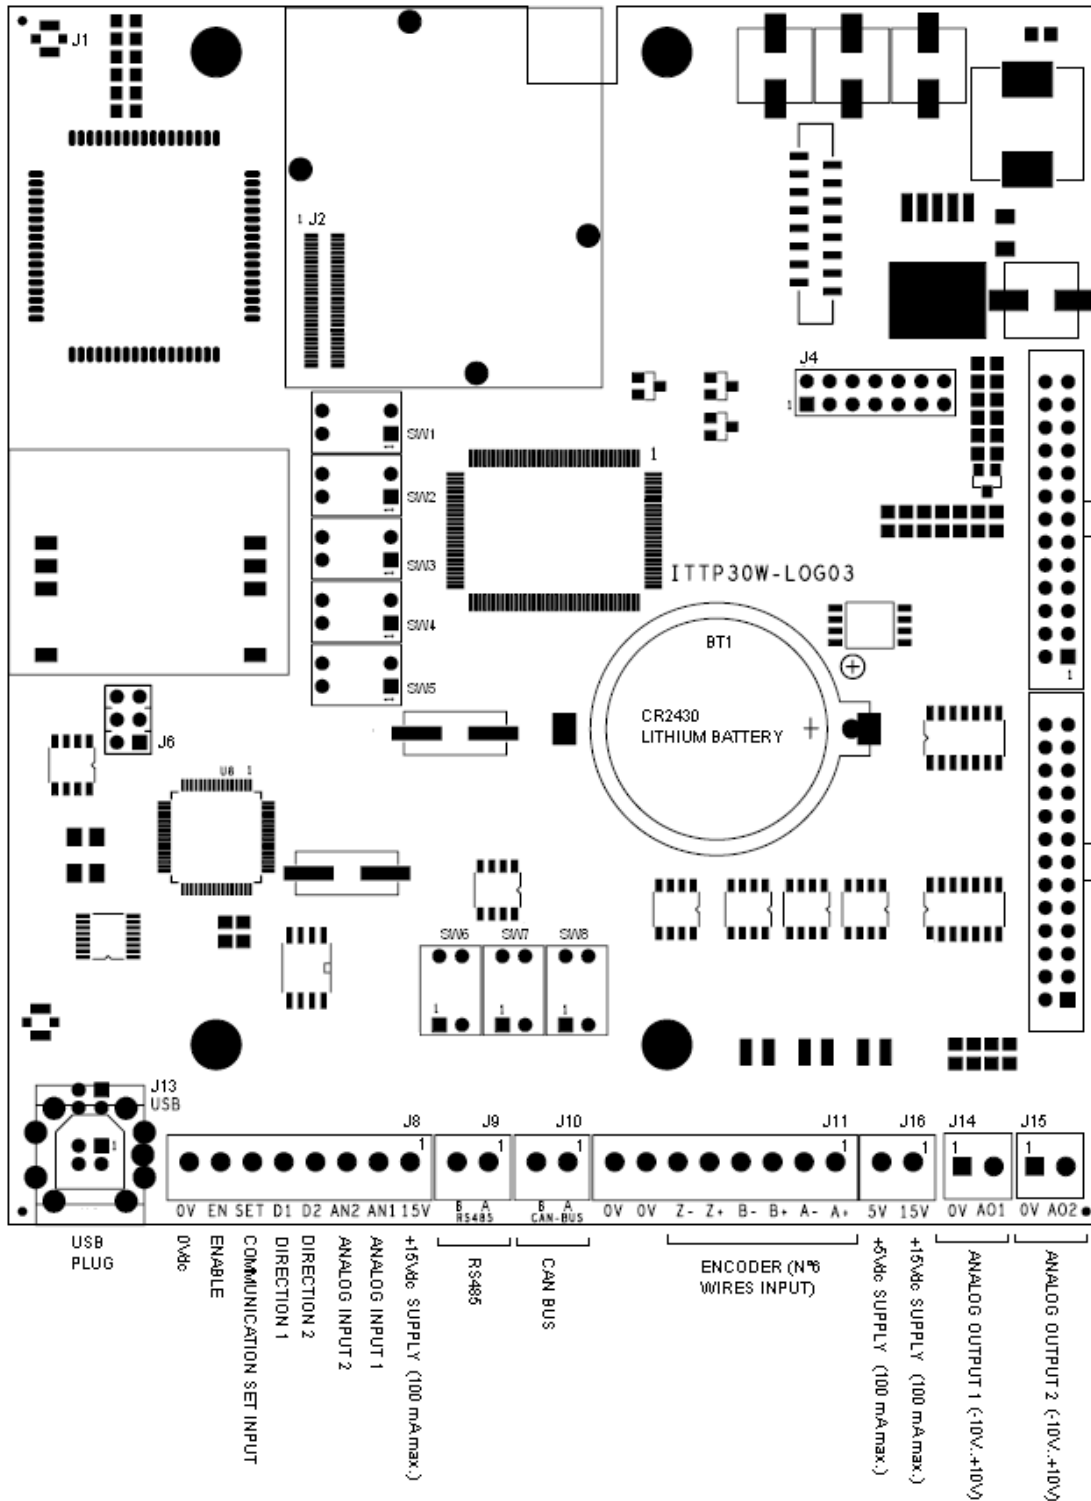 J1
1 J2
J4
1
SW1
1
SW2
1
SW3
1
SW4
1
SW5
1
1
ITTP30W-LOG03
BT1
CR2430
LITHIUM BATTERY
+
+
1
J6
U8 1
SW6 SW7 SW8
1 1 1
J13
USB
1
J8 J9 J10 J11 J16 J14 J15
1 1 1 1 1 1 1
0V EN SET D1 D2 AN2 AN1 15V
B A
RS485
B A
CAN-BUS
0V 0V Z- Z+ B- B+ A- A+
5V 15V
0V AO1
0V AO2
USB
PLUG
0Vdc
ENABLE
COMMUNICATION SET INPUT
DIRECTION 1
DIRECTION 2
ANALOG INPUT 2
ANALOG INPUT 1
+15Vdc SUPPLY (100 mA max.)
RS485
CAN BUS
ENCODER (N°6
WIRES INPUT)
+5Vdc SUPPLY (100 mA max.)
+15Vdc SUPPLY (100 mA max.)
ANALOG OUTPUT 1 (-10V..+10V)
ANALOG OUTPUT 2 (-10V..+10V)